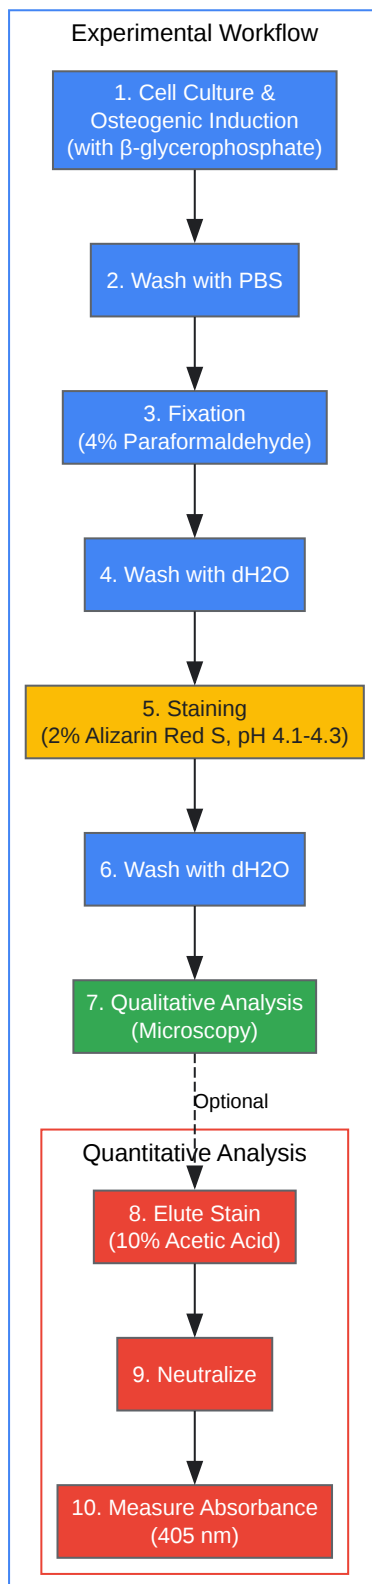 Experimental Workflow
1. Cell Culture &
Osteogenic Induction
(with β-glycerophosphate)
2. Wash with PBS
3. Fixation
(4% Paraformaldehyde)
4. Wash with dH2O
5. Staining
(2% Alizarin Red S, pH 4.1-4.3)
6. Wash with dH2O
7. Qualitative Analysis
(Microscopy)
Optional
Quantitative Analysis
8. Elute Stain
(10% Acetic Acid)
9. Neutralize
10. Measure Absorbance
(405 nm)